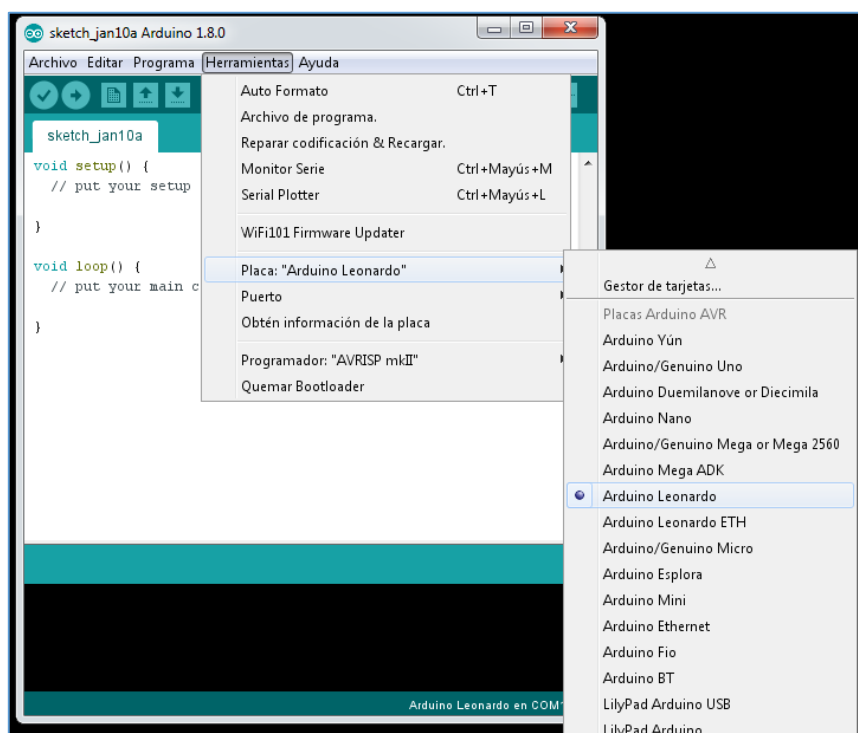 sketch_jan10a Arduino 1.8.0
Archivo Editar Programa Herramientas Ayuda
sketch_jan10a
void setup() {
// put your setup
}
void loop() {
// put your main c
}
Auto Formato Ctrl+T
Archivo de programa.
Reparar codificación & Recargar.
Monitor Serie Ctrl+Mayús+M
Serial Plotter Ctrl+Mayús+L
WiFi101 Firmware Updater
Placa: "Arduino Leonardo"
Puerto
Obtén información de la placa
Programador: "AVRISP mkII"
Quemar Bootloader
Gestor de tarjetas...
Placas Arduino AVR
Arduino Yún
Arduino/Genuino Uno
Arduino Duemilanove or Diecimila
Arduino Nano
Arduino/Genuino Mega or Mega 2560
Arduino Mega ADK
Arduino Leonardo
Arduino Leonardo ETH
Arduino/Genuino Micro
Arduino Esplora
Arduino Mini
Arduino Ethernet
Arduino Fio
Arduino BT
LilyPad Arduino USB
LilyPad Arduino
Arduino Leonardo en COM